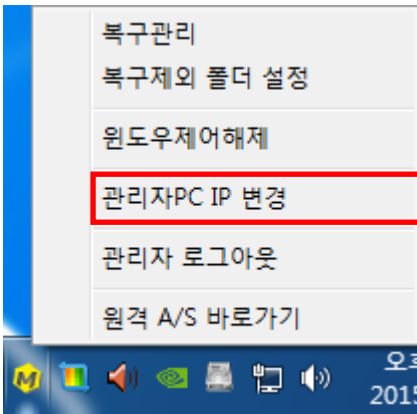 복구관리
복구제외 폴더 설정
윈도우제어해제
관리자PC IP 변경
관리자 로그아웃
원격 A/S 바로가기